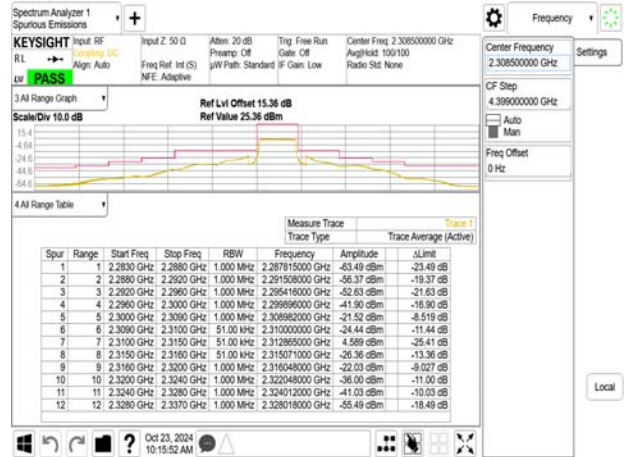 Spectrum Analyzer 1
Spurious Emissions
Frequency
KEYSIGHT
Input: RF
Coupling: DC
Align: Auto
Input Z: 50 Ω
Freq Ref: Int (S)
NFE: Adaptive
Atten: 20 dB
Preamp: Off
µW Path: Standard
Trig: Free Run
Gate: Off
IF Gain: Low
Center Freq: 2.308500000 GHz
Avg|Hold: 100/100
Radio Std: None
R L
PASS
3 All Range Graph
Scale/Div 10.0 dB
Ref Lvl Offset 15.36 dB
Ref Value 25.36 dBm
15.4
-4.64
-24.6
-44.6
-64.6
4 All Range Table
Measure Trace Trace 1
Trace Type Trace Average (Active)
Spur Range Start Freq Stop Freq RBW Frequency Amplitude ΔLimit
1 1 2.2830 GHz 2.2880 GHz 1.000 MHz 2.287815000 GHz -63.49 dBm -23.49 dB
2 2 2.2880 GHz 2.2920 GHz 1.000 MHz 2.291508000 GHz -56.37 dBm -19.37 dB
3 3 2.2920 GHz 2.2960 GHz 1.000 MHz 2.295416000 GHz -52.63 dBm -21.63 dB
4 4 2.2960 GHz 2.3000 GHz 1.000 MHz 2.299896000 GHz -41.90 dBm -16.90 dB
5 5 2.3000 GHz 2.3090 GHz 1.000 MHz 2.308982000 GHz -21.52 dBm -8.519 dB
6 6 2.3090 GHz 2.3100 GHz 51.00 kHz 2.310000000 GHz -24.44 dBm -11.44 dB
7 7 2.3100 GHz 2.3150 GHz 51.00 kHz 2.312865000 GHz 4.589 dBm -25.41 dB
8 8 2.3150 GHz 2.3160 GHz 51.00 kHz 2.315071000 GHz -26.36 dBm -13.36 dB
9 9 2.3160 GHz 2.3200 GHz 1.000 MHz 2.316048000 GHz -22.03 dBm -9.027 dB
10 10 2.3200 GHz 2.3240 GHz 1.000 MHz 2.322048000 GHz -36.00 dBm -11.00 dB
11 11 2.3240 GHz 2.3280 GHz 1.000 MHz 2.324012000 GHz -41.03 dBm -10.03 dB
12 12 2.3280 GHz 2.3370 GHz 1.000 MHz 2.328018000 GHz -55.49 dBm -18.49 dB
Center Frequency
2.308500000 GHz
Settings
CF Step
4.399000000 GHz
Auto
Man
Freq Offset
0 Hz
Local
Oct 23, 2024
10:15:52 AM